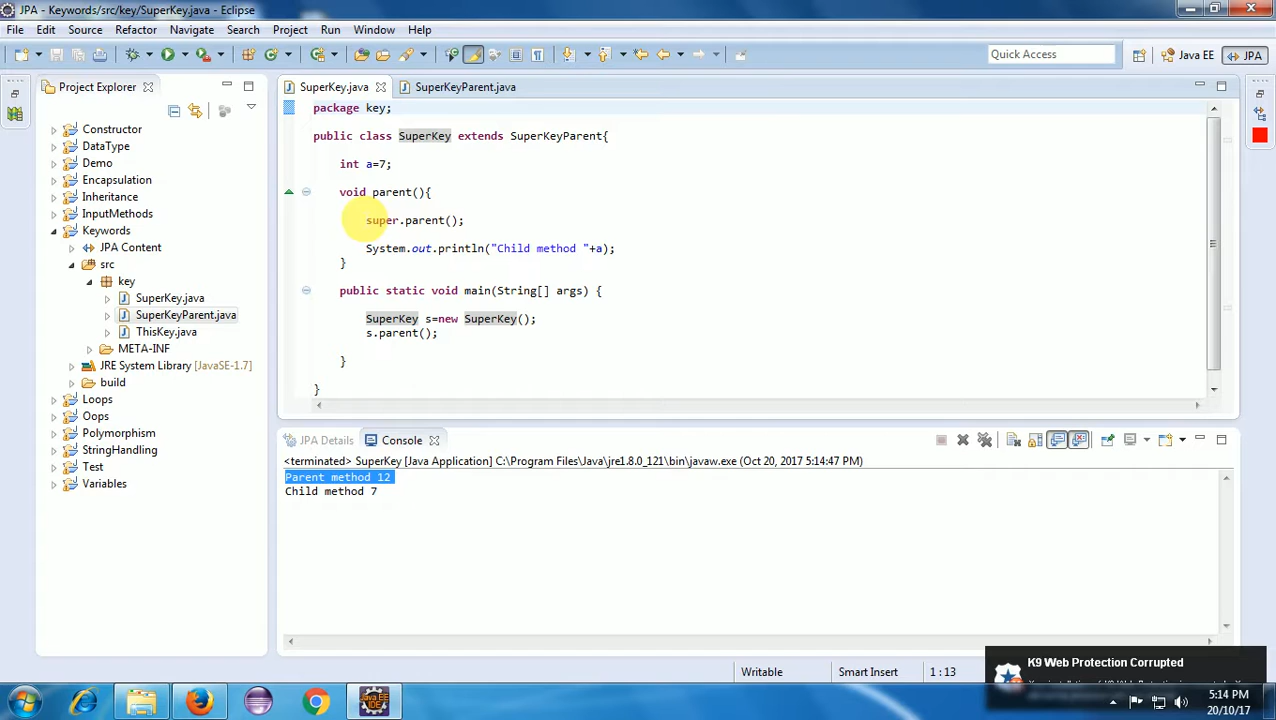 JPA - Keywords/src/key/SuperKey.java - Eclipse
File Edit Source Refactor Navigate Search Project Run Window Help
Quick Access
Java EE
JPA
Project Explorer
SuperKey.java
SuperKeyParent.java
Constructor
DataType
Demo
Encapsulation
Inheritance
InputMethods
Keywords
JPA Content
src
key
SuperKey.java
SuperKeyParent.java
ThisKey.java
META-INF
JRE System Library [JavaSE-1.7]
build
Loops
Oops
Polymorphism
StringHandling
Test
Variables
package key;
public class SuperKey extends SuperKeyParent{
int a=7;
void parent(){
super.parent();
System.out.println("Child method "+a);
}
public static void main(String[] args) {
SuperKey s=new SuperKey();
s.parent();
}
}
JPA Details
Console
<terminated> SuperKey [Java Application] C:\Program Files\Java\jre1.8.0_121\bin\javaw.exe (Oct 20, 2017 5:14:47 PM)
Parent method 12
Child method 7
Writable
Smart Insert
1 : 13
K9 Web Protection Corrupted
Java EE
IDE
5:14 PM
20/10/17